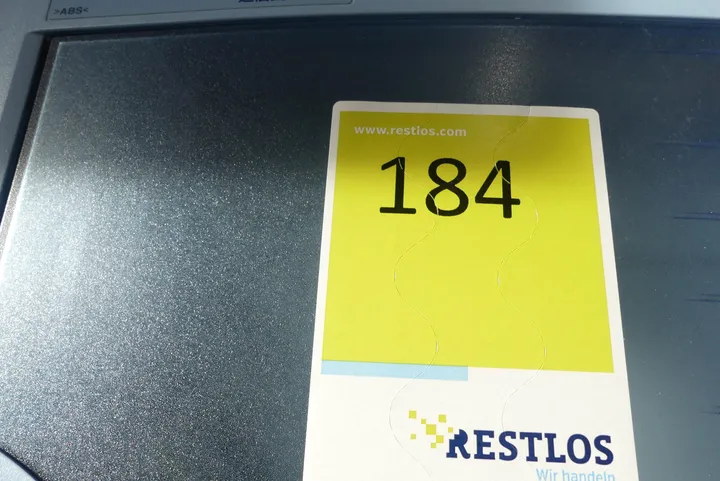 >ABS<
www.restlos.com
184
RESTLOS
Wir handeln